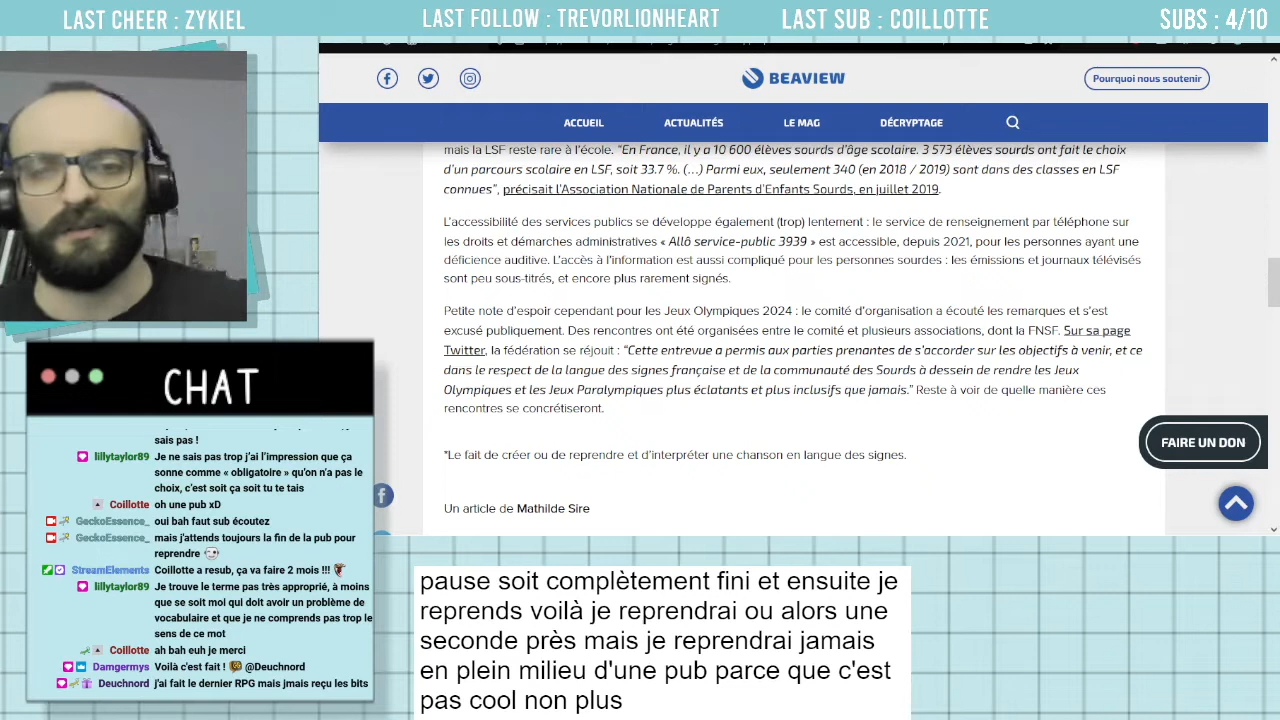 LAST CHEER : ZYKIEL
LAST FOLLOW : TREVORLIONHEART
LAST SUB : COILLOTTE
SUBS : 4/10
BEAVIEW
Pourquoi nous soutenir
ACCUEIL
ACTUALITÉS
LE MAG
DÉCRYPTAGE
mais la LSF reste rare à l'école. "En France, il y a 10 600 élèves sourds d'âge scolaire. 3 573 élèves sourds ont fait le choix
d'un parcours scolaire en LSF, soit 33.7 %. (…) Parmi eux, seulement 340 (en 2018 / 2019) sont dans des classes en LSF
connues", précisait l'Association Nationale de Parents d'Enfants Sourds, en juillet 2019.
L'accessibilité des services publics se développe également (trop) lentement : le service de renseignement par téléphone sur
les droits et démarches administratives « Allô service-public 3939 » est accessible, depuis 2021, pour les personnes ayant une
déficience auditive. L'accès à l'information est aussi compliqué pour les personnes sourdes : les émissions et journaux télévisés
sont peu sous-titrés, et encore plus rarement signés.
Petite note d'espoir cependant pour les Jeux Olympiques 2024 : le comité d'organisation a écouté les remarques et s'est
excusé publiquement. Des rencontres ont été organisées entre le comité et plusieurs associations, dont la FNSF. Sur sa page
Twitter, la fédération se réjouit : "Cette entrevue a permis aux parties prenantes de s'accorder sur les objectifs à venir, et ce
dans le respect de la langue des signes française et de la communauté des Sourds à dessein de rendre les Jeux
Olympiques et les Jeux Paralympiques plus éclatants et plus inclusifs que jamais." Reste à voir de quelle manière ces
rencontres se concrétiseront.
*Le fait de créer ou de reprendre et d'interpréter une chanson en langue des signes.
Un article de Mathilde Sire
FAIRE UN DON
CHAT
sais pas !
lillytaylor89 Je ne sais pas trop j'ai l'impression que ça
sonne comme « obligatoire » qu'on n'a pas le
choix, c'est soit ça soit tu te tais
Coillotte oh une pub xD
GeckoEssence_ oui bah faut sub écoutez
GeckoEssence_ mais j'attends toujours la fin de la pub pour
reprendre
StreamElements Coillotte a resub, ça va faire 2 mois !!!
lillytaylor89 Je trouve le terme pas très approprié, à moins
que se soit moi qui doit avoir un problème de
vocabulaire et que je ne comprends pas trop le
sens de ce mot
Coillotte ah bah euh je merci
Damgermys Voilà c'est fait ! @Deuchnord
Deuchnord j'ai fait le dernier RPG mais jmais reçu les bits
pause soit complètement fini et ensuite je
reprends voilà je reprendrai ou alors une
seconde près mais je reprendrai jamais
en plein milieu d'une pub parce que c'est
pas cool non plus